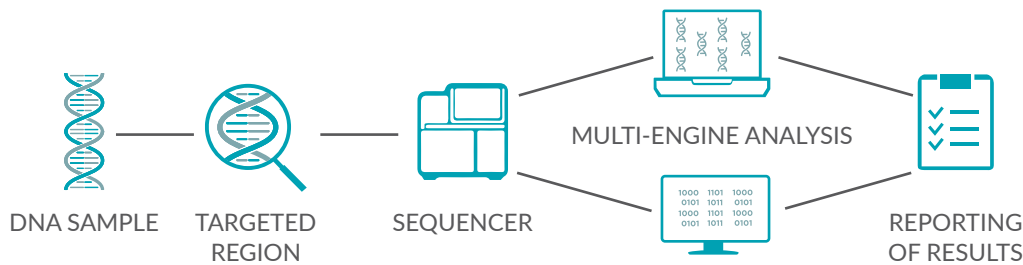 DNA SAMPLE
TARGETED
REGION
SEQUENCER
MULTI-ENGINE ANALYSIS
1000 1101 1000
0101 1011 0101
1000 1101 1000
0101 1011 0101
REPORTING
OF RESULTS